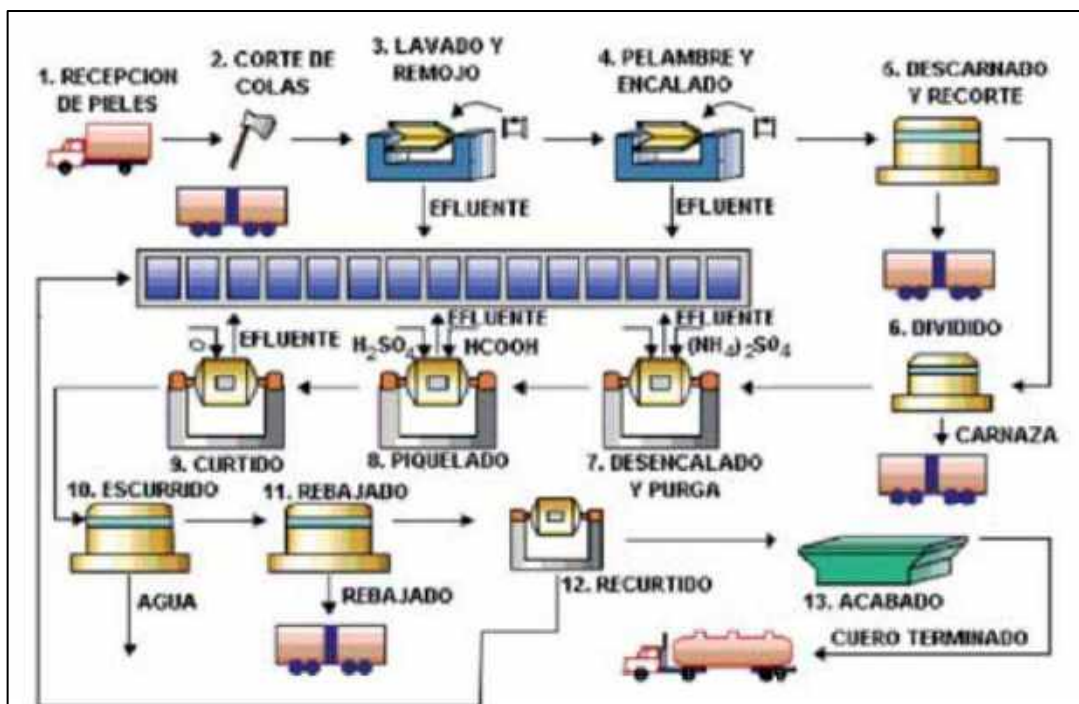 1. RECEPCION
DE PIELES
2. CORTE DE
COLAS
3. LAVADO Y
REMOJO
4. PELAMBRE Y
ENCALADO
5. DESCARNADO
Y RECORTE
EFLUENTE
EFLUENTE
EFLUENTE
H2SO4
EFLUENTE
HCOOH
EFLUENTE
(NH4)2SO4
6. DIVIDIDO
CARNAZA
9. CURTIDO
8. PIQUELADO
7. DESENCALADO
Y PURGA
10. ESCURRIDO
11. REBAJADO
AGUA
REBAJADO
12. RECURTIDO
13. ACABADO
CUERO TERMINADO